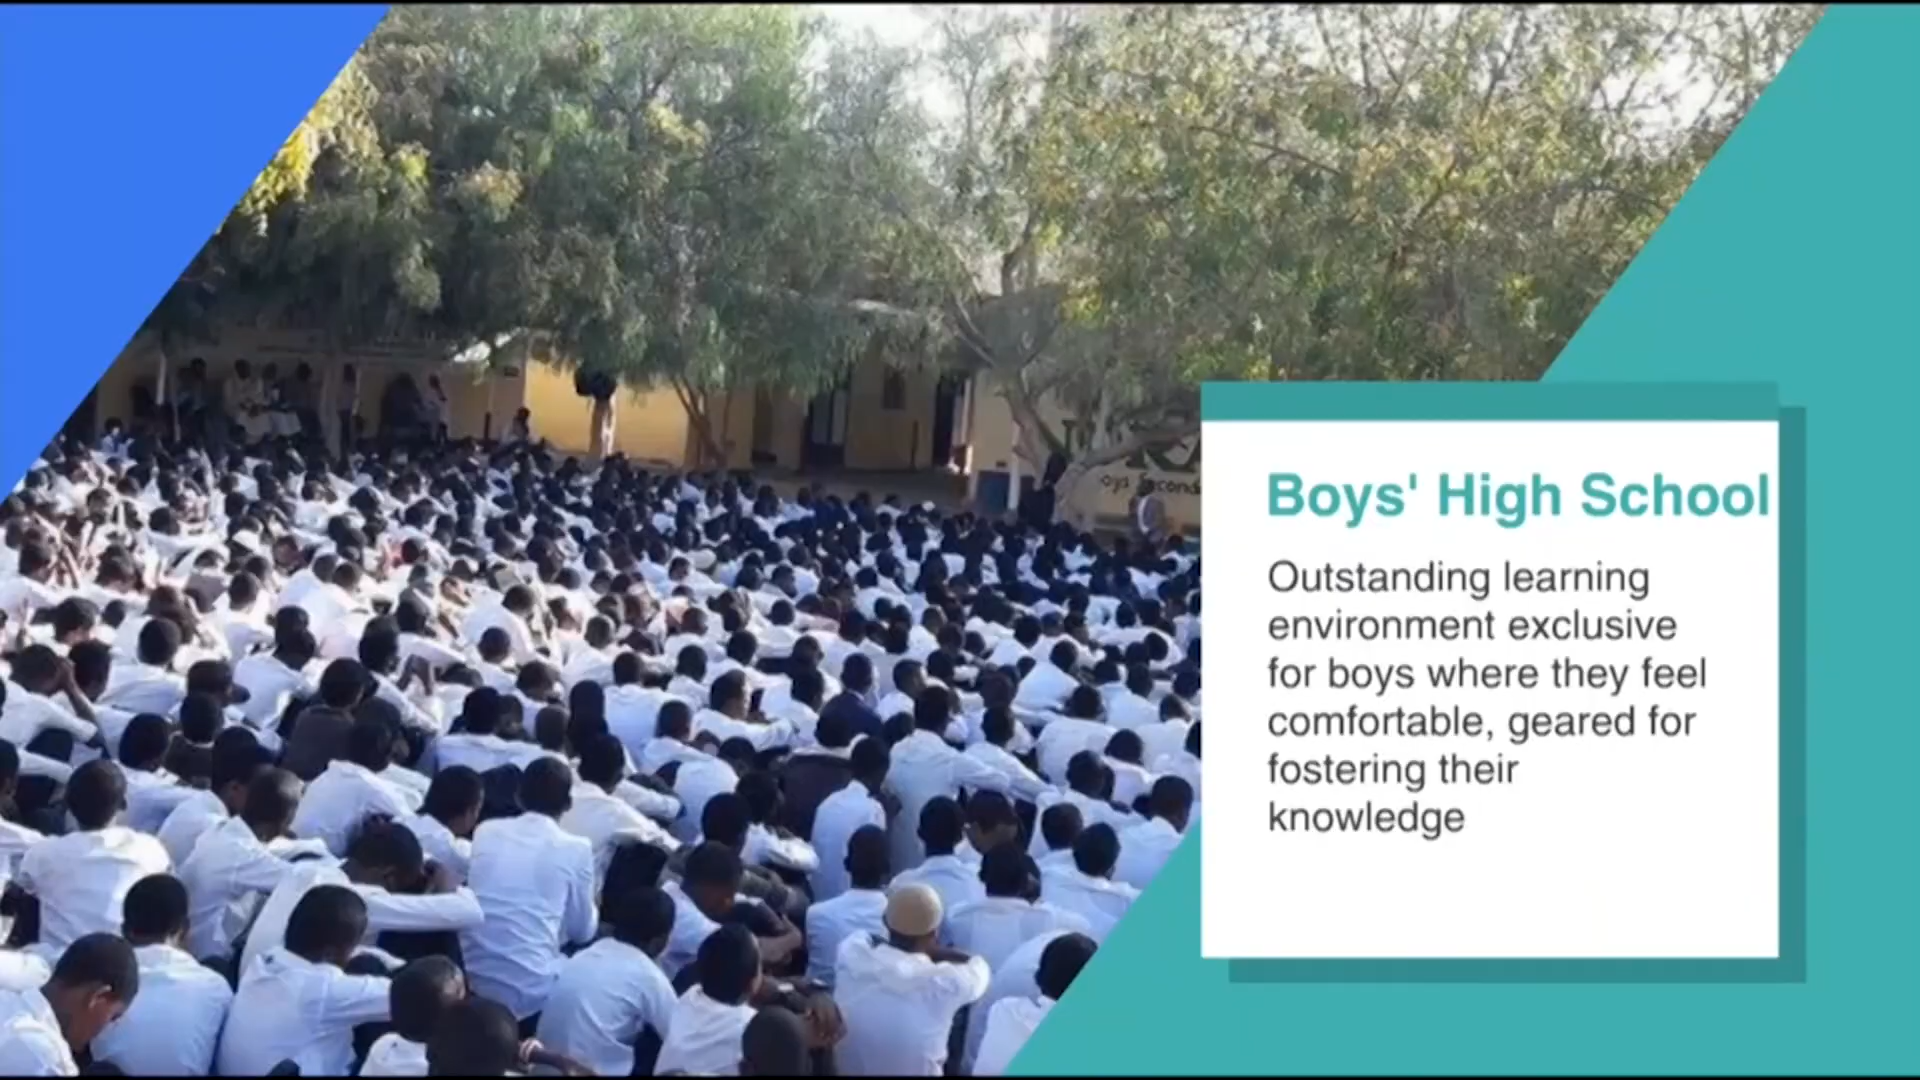 Boys' High School
Outstanding learning
environment exclusive
for boys where they feel
comfortable, geared for
fostering their
knowledge